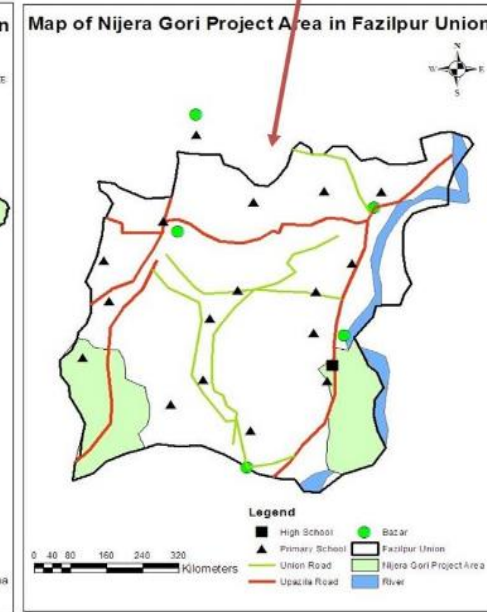 Map of Nijera Gori Project Area in Fazilpur Union
N
W E
S
Legend
High School
Bazar
Primary School
Fazilpur Union
Union Road
Nijera Gori Project Area
Upazila Road
River
0 40 80 160 240 320
Kilometers